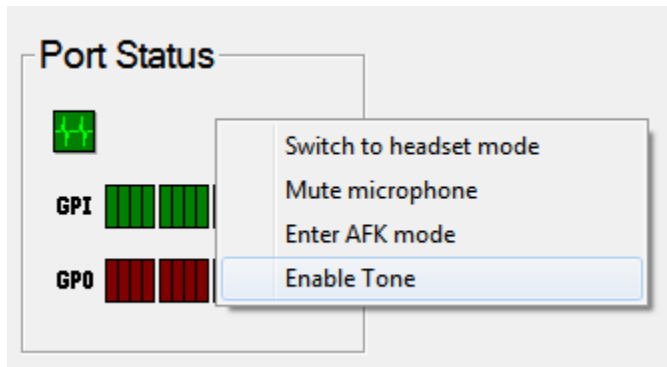 Port Status
Switch to headset mode
Mute microphone
GPI
Enter AFK mode
GPO
Enable Tone